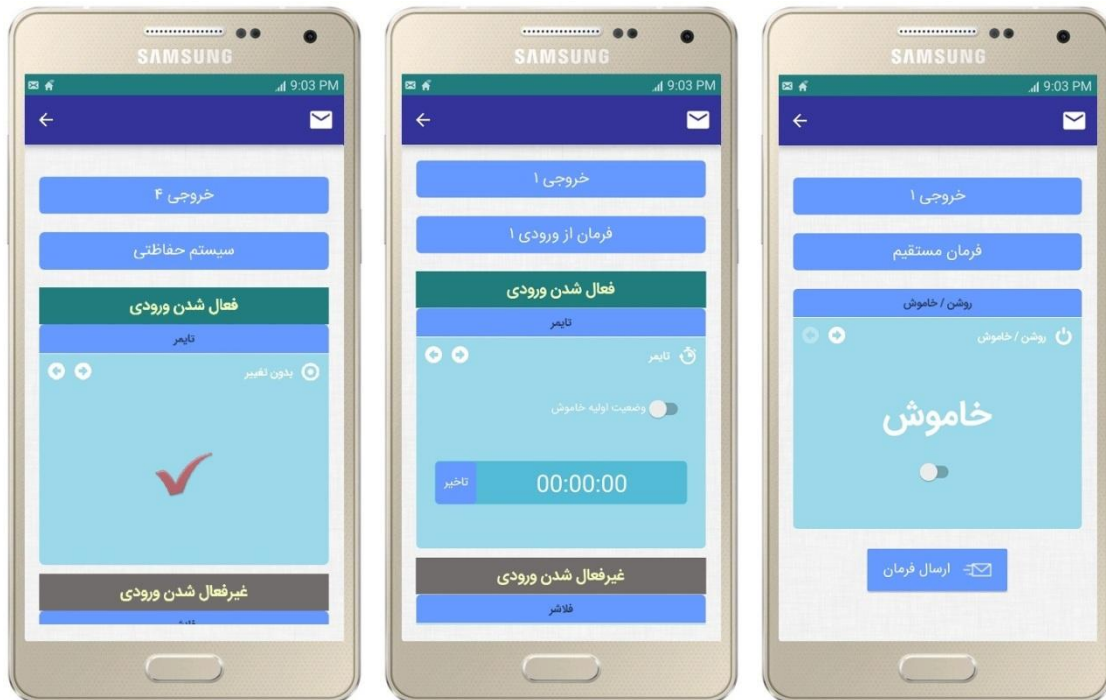 SAMSUNG
9:03 PM
خروجی ۴
سیستم حفاظتی
فعال شدن ورودی
تایمر
بدون تغییر
غیرفعال شدن ورودی
SAMSUNG
9:03 PM
خروجی ۱
فرمان از ورودی ۱
فعال شدن ورودی
تایمر
تایمر
وضعیت اولیه خاموش
00:00:00
تاخیر
غیرفعال شدن ورودی
فلاشر
SAMSUNG
9:03 PM
خروجی ۱
فرمان مستقیم
روشن / خاموش
روشن / خاموش
خاموش
ارسال فرمان